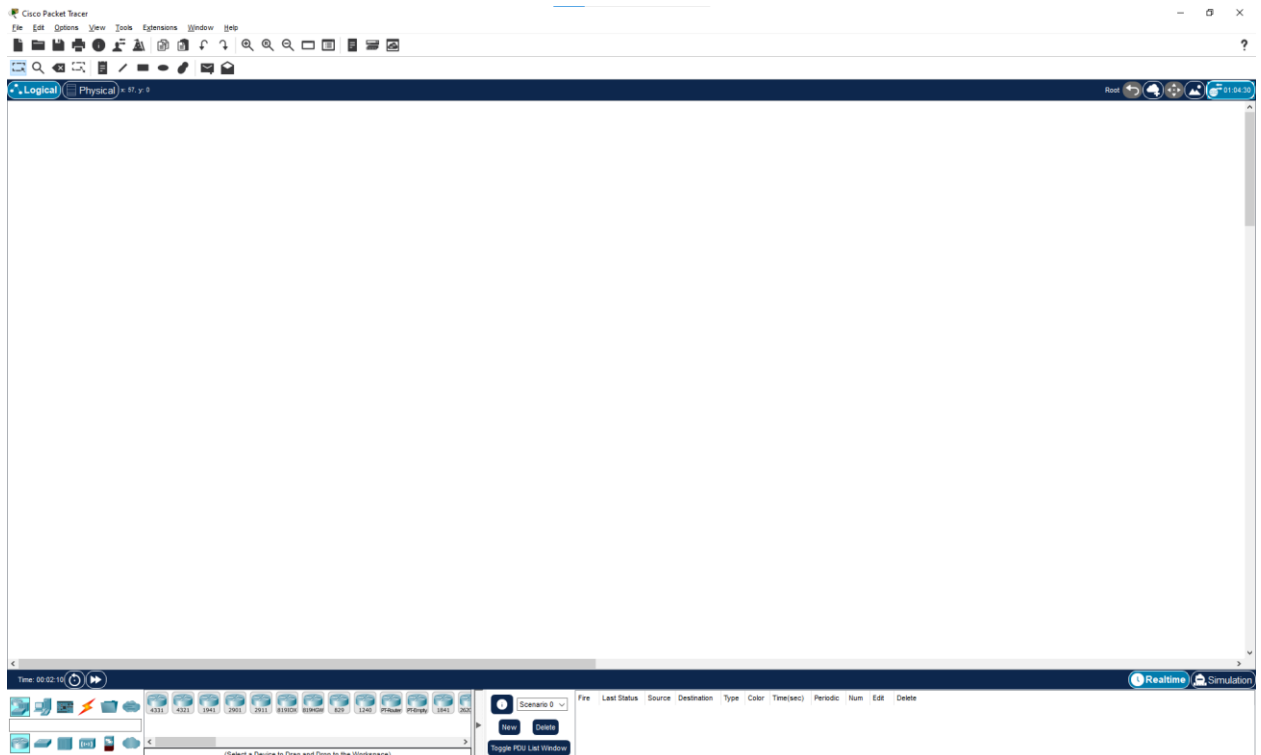 Cisco Packet Tracer
File Edit Options View Tools Extensions Window Help
?
Logical Physical x: 57, y: 0 Root 01:04:30
Time: 00:02:10 Realtime Simulation
4331 4321 1941 2901 2911 819IOX 819HGW 829 1240 PT-Router PT-Empty 1841 262
Scenario 0 Fire Last Status Source Destination Type Color Time(sec) Periodic Num Edit Delete
New Delete
Toggle PDU List Window
(Select a Device to Drag and Drop to the Workspace)